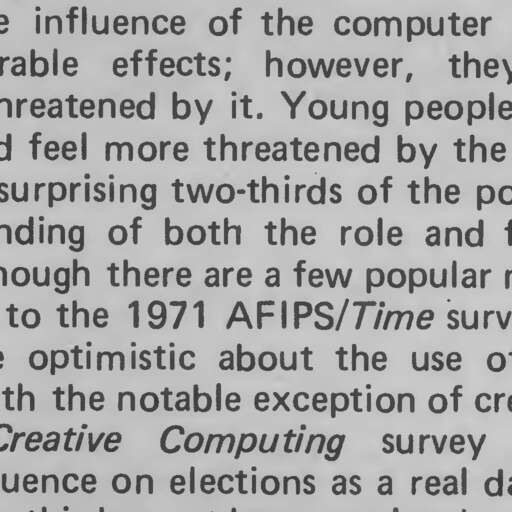 influence of the computer
rable effects; however, they
hreatened by it. Young people
d feel more threatened by the
surprising two-thirds of the po
nding of both the role and f
hough there are a few popular
to the 1971 AFIPS/Time surv
e optimistic about the use of
th the notable exception of cre
Creative Computing survey
uence on elections as a real da